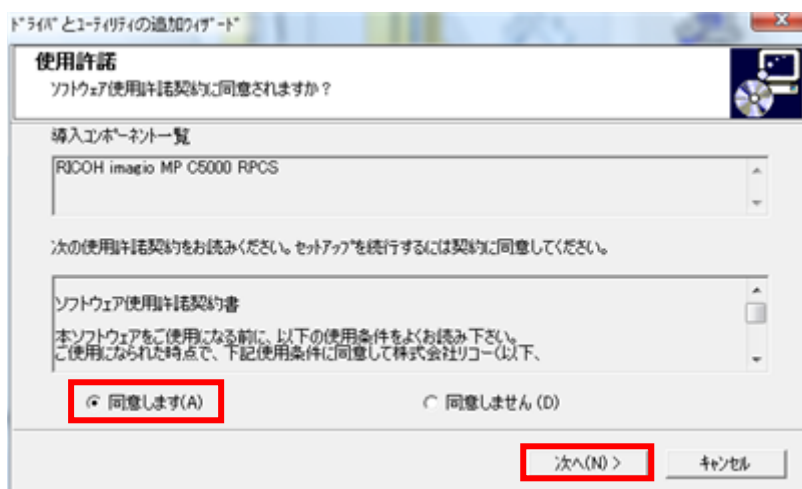 ドライバとユーティリティの追加ウィザード
使用許諾
ソフトウェア使用許諾契約に同意されますか？
導入コンポーネント一覧
RICOH imagio MP C5000 RPCS
次の使用許諾契約をお読みください。セットアップを続行するには契約に同意してください。
ソフトウェア使用許諾契約書
本ソフトウェアをご使用になる前に、以下の使用条件をよくお読み下さい。
ご使用になられた時点で、下記使用条件に同意して株式会社リコー（以下、
同意します(A)
同意しません(D)
次へ(N) >
キャンセル